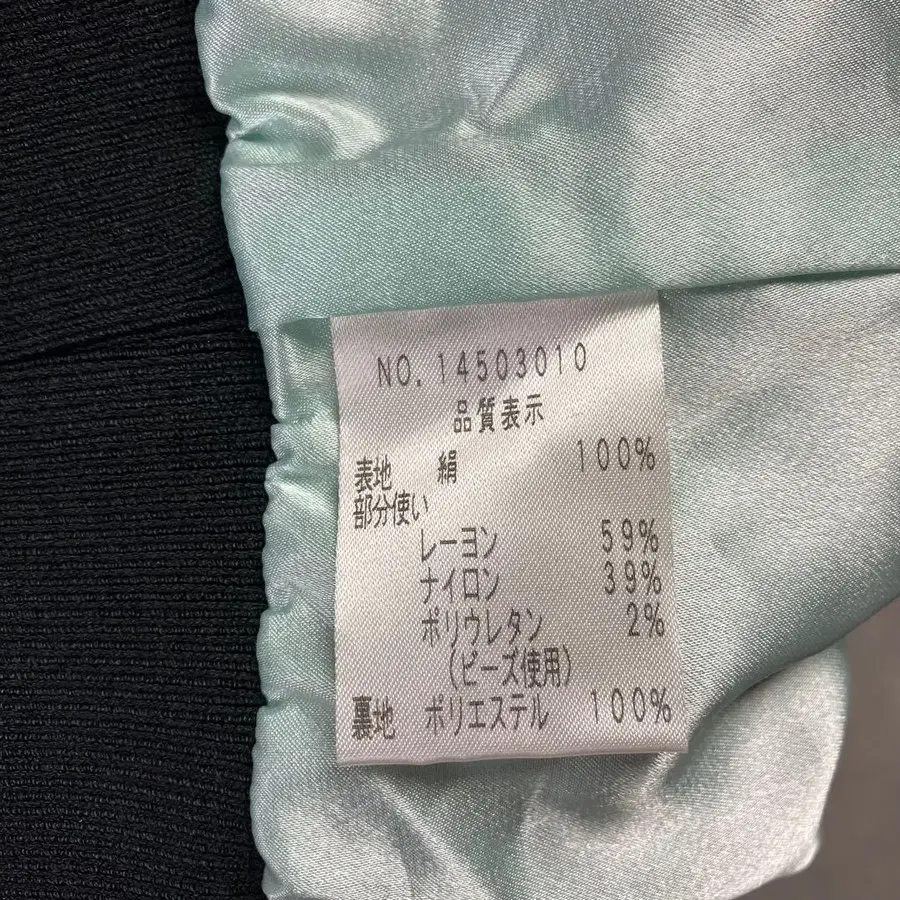 NO.14503010
品質表示
表地 絹 100%
部分使い
レーヨン 59%
ナイロン 39%
ポリウレタン 2%
(ビーズ使用)
裏地 ポリエステル 100%